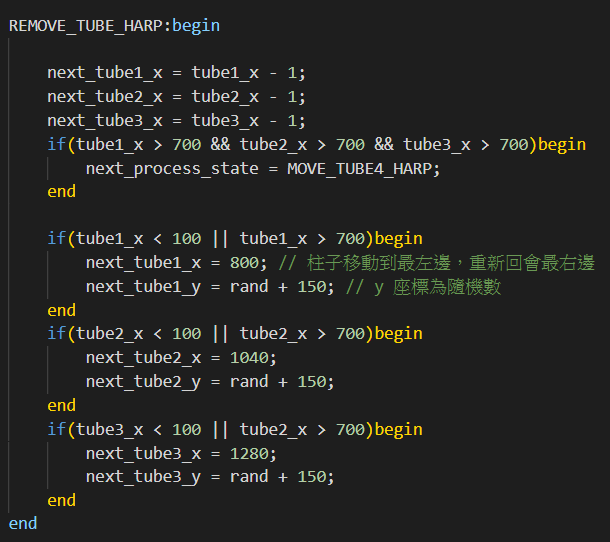 REMOVE_TUBE_HARP:begin
next_tube1_x = tube1_x - 1;
next_tube2_x = tube2_x - 1;
next_tube3_x = tube3_x - 1;
if(tube1_x > 700 && tube2_x > 700 && tube3_x > 700)begin
next_process_state = MOVE_TUBE4_HARP;
end
if(tube1_x < 100 || tube1_x > 700)begin
next_tube1_x = 800; // 柱子移動到最左邊，重新回會最右邊
next_tube1_y = rand + 150; // y 座標為隨機數
end
if(tube2_x < 100 || tube2_x > 700)begin
next_tube2_x = 1040;
next_tube2_y = rand + 150;
end
if(tube3_x < 100 || tube2_x > 700)begin
next_tube3_x = 1280;
next_tube3_y = rand + 150;
end
end